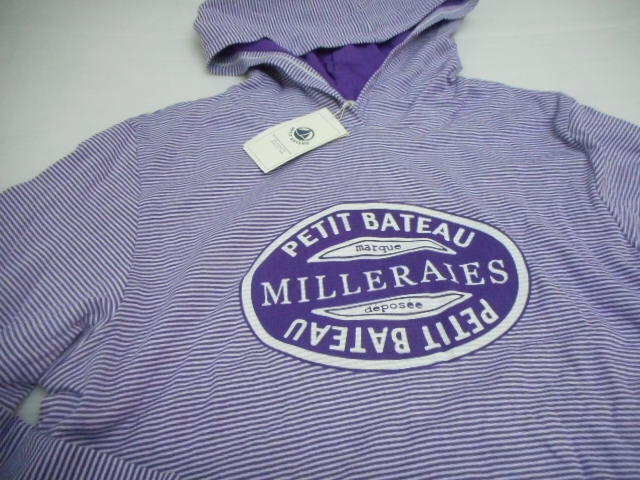 PETIT BATEAU
marque
MILLERAIES
déposée
PETIT BATEAU